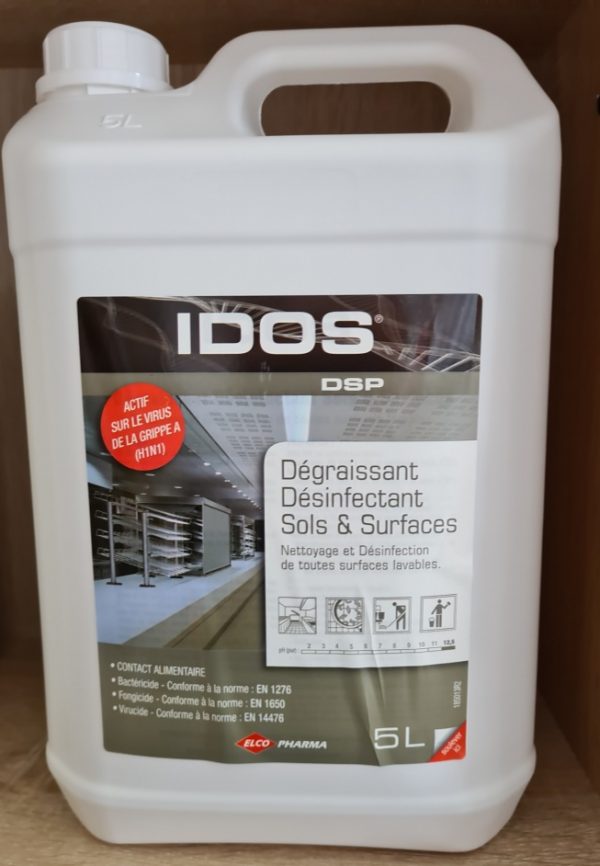 5L
IDOS®
DSP
ACTIF
SUR LE VIRUS
DE LA GRIPPE A
(H1N1)
Dégraissant
Désinfectant
Sols & Surfaces
Nettoyage et Désinfection
de toutes surfaces lavables.
pH (pur) 2 3 4 5 6 7 8 9 10 11 12,5
• CONTACT ALIMENTAIRE
• Bactéricide - Conforme à la norme : EN 1276
• Fongicide - Conforme à la norme : EN 1650
• Virucide - Conforme à la norme : EN 14476
ELCO PHARMA
5L
soulever
ici